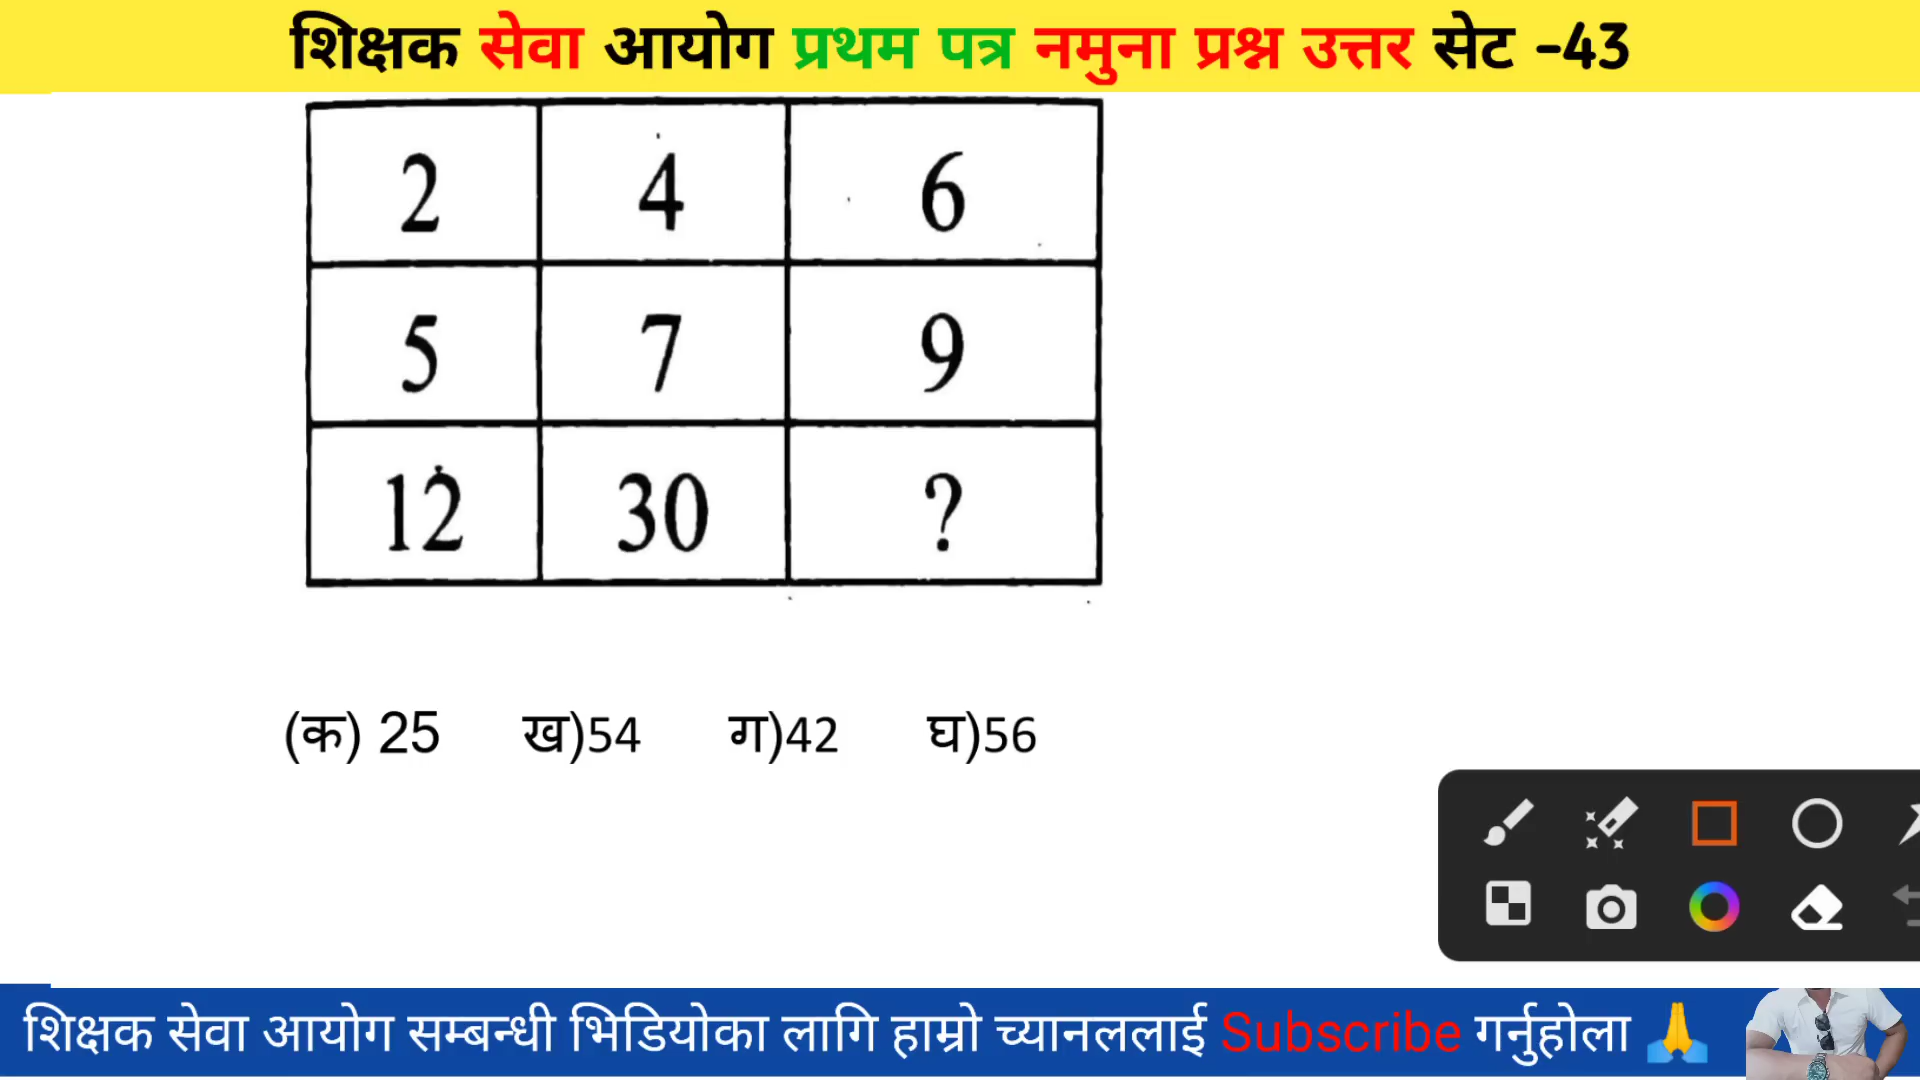 शिक्षक सेवा आयोग प्रथम पत्र नमुना प्रश्न उत्तर सेट -43
2 4 6
5 7 9
12 30 ?
(क) 25 ख)54 ग)42 घ)56
शिक्षक सेवा आयोग सम्बन्धी भिडियोका लागि हाम्रो च्यानललाई Subscribe गर्नुहोला 🙏